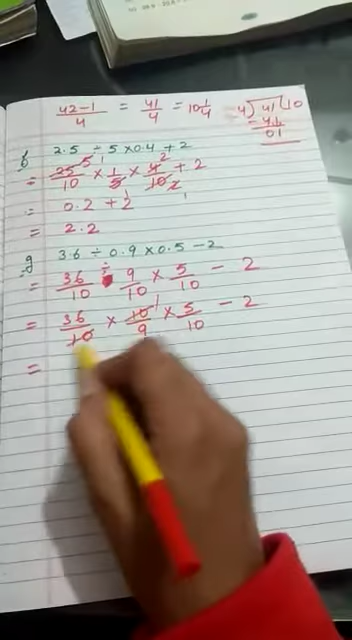 42-1/4 = 41/4 = 10 1/4 4)41(10
- 41
01
f 2.5 ÷ 5 × 0.4 + 2
= 25/10 × 1/5 × 4/10 + 2
= 0.2 + 2
= 2.2
g 3.6 ÷ 0.9 × 0.5 - 2
= 36/10 ÷ 9/10 × 5/10 - 2
= 36/10 × 10/9 × 5/10 - 2
=